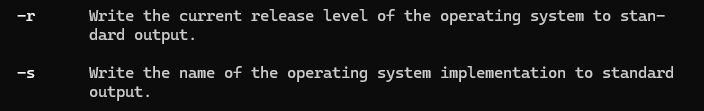 −r      Write the current release level of the operating system to stan‐
dard output.
−s      Write the name of the operating system implementation to standard
output.